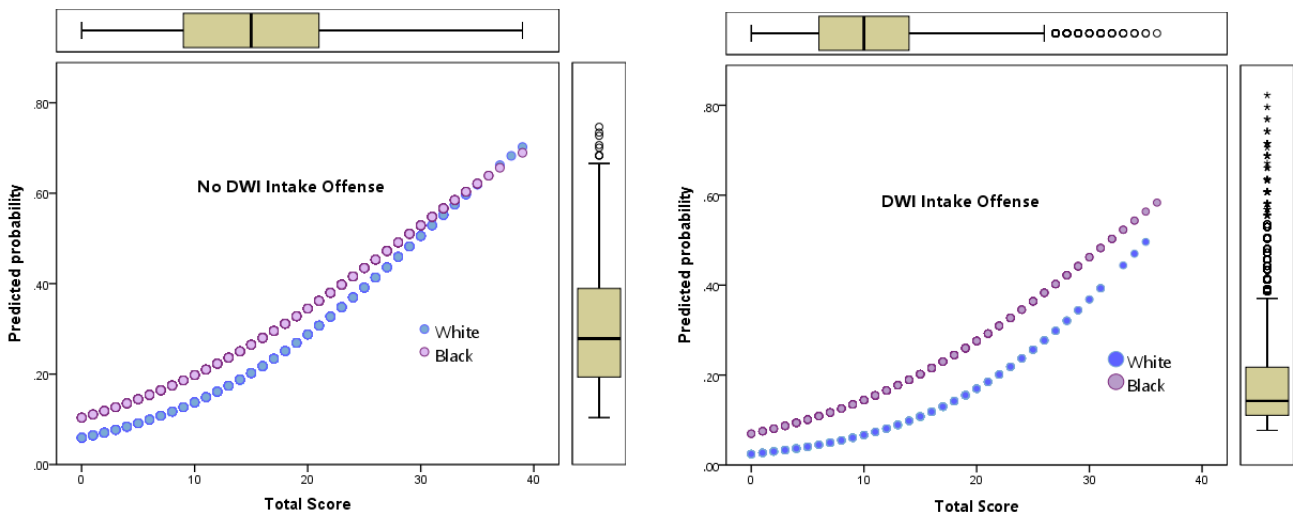 .80
.60
.40
.20
.00
Predicted probability
No DWI Intake Offense
White
Black
0
10
20
30
40
Total Score
.80
.60
.40
.20
.00
Predicted probability
DWI Intake Offense
White
Black
0
10
20
30
40
Total Score